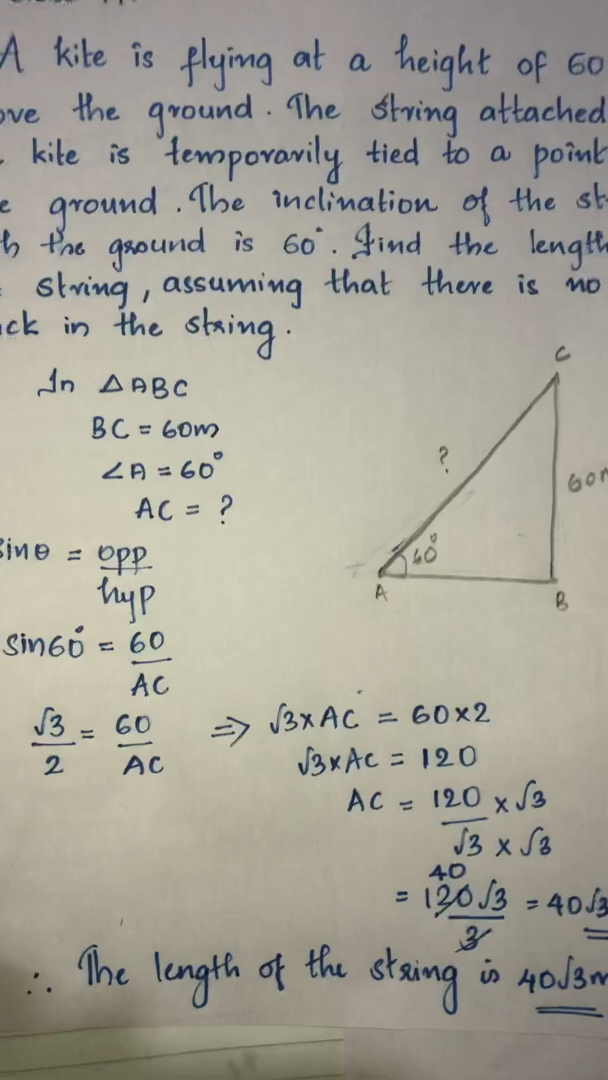 A kite is flying at a height of 60
ove the ground. The string attached
kite is temporarily tied to a point
e ground. The inclination of the st
h the ground is 60°. Find the length
string, assuming that there is no
ck in the string.
In △ABC
BC = 60m
∠A = 60°
AC = ?
sinθ = opp/hyp
sin60° = 60/AC
√3/2 = 60/AC ⇒ √3×AC = 60×2
√3×AC = 120
AC = 120/√3 × √3/√3
40
= 120√3/3 = 40√3
∴ The length of the string is 40√3m
C
?
60m
60°
A
B